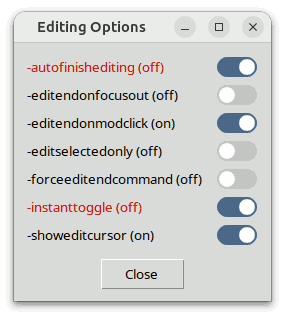 Editing Options
-autofinishediting (off)
-editendonfocusout (off)
-editendonmodclick (on)
-editselectedonly (off)
-forceeditendcommand (off)
-instanttoggle (off)
-showeditcursor (on)
Close